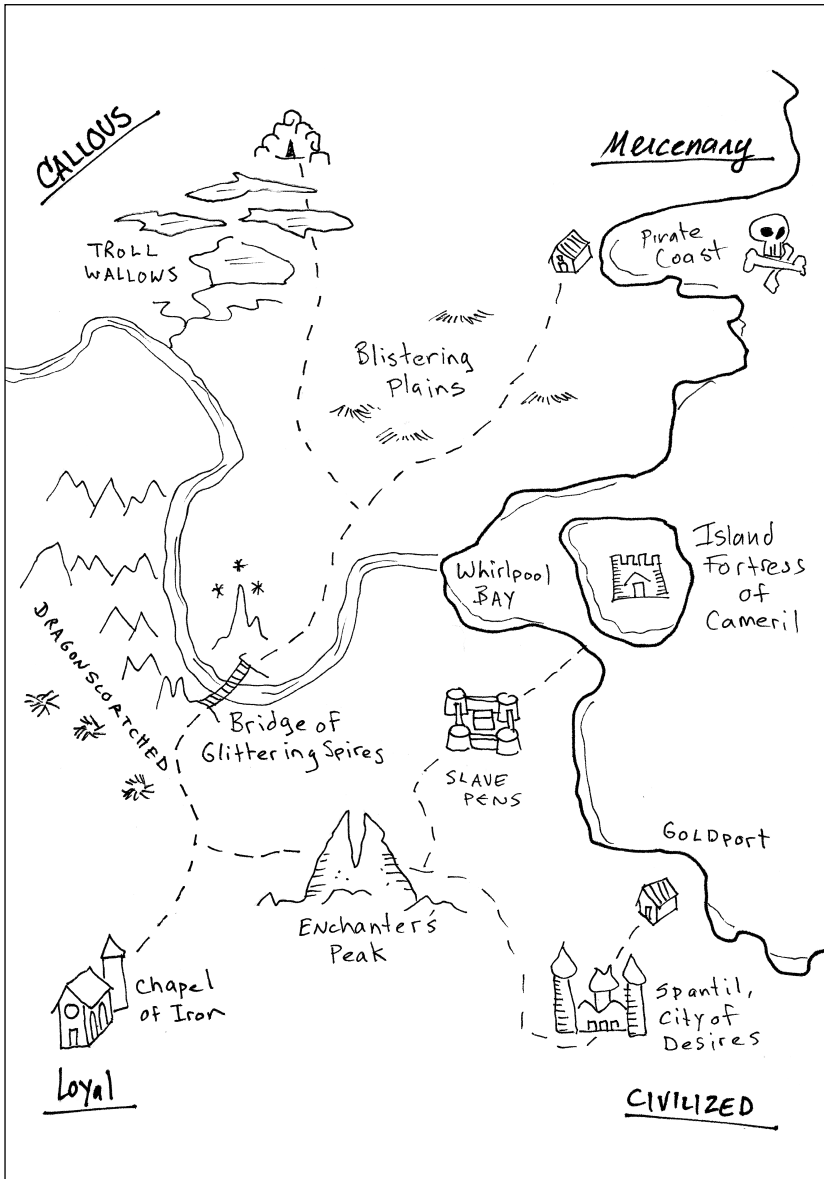 CALLOUS
Mercenary
Pirate
Coast
TROLL
WALLOWS
Blistering
Plains
Island
Fortress
of
Cameril
Whirlpool
BAY
DRAGONSCORTCHED
Bridge of
Glittering Spires
SLAVE
PENS
GOLDPORT
Enchanter's
Peak
Chapel
of Iron
Spantil,
City of
Desires
Loyal
CIVILIZED